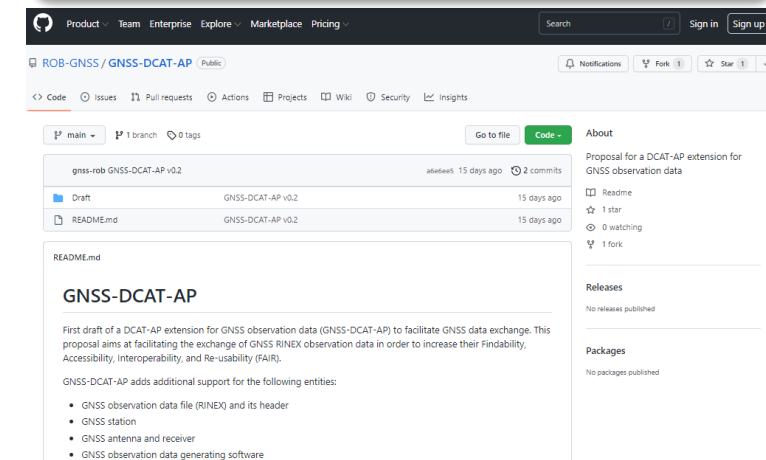 Product Team Enterprise Explore Marketplace Pricing Search / Sign in Sign up
ROB-GNSS / GNSS-DCAT-AP Public Notifications Fork 1 Star 1
<> Code Issues Pull requests Actions Projects Wiki Security Insights
main 1 branch 0 tags Go to file Code
gnss-rob GNSS-DCAT-AP v0.2 a6e6ee5 15 days ago 2 commits
Draft GNSS-DCAT-AP v0.2 15 days ago
README.md GNSS-DCAT-AP v0.2 15 days ago
README.md
GNSS-DCAT-AP
First draft of a DCAT-AP extension for GNSS observation data (GNSS-DCAT-AP) to facilitate GNSS data exchange. This
proposal aims at facilitating the exchange of GNSS RINEX observation data in order to increase their Findability,
Accessibility, Interoperability, and Re-usability (FAIR).
GNSS-DCAT-AP adds additional support for the following entities:
• GNSS observation data file (RINEX) and its header
• GNSS station
• GNSS antenna and receiver
• GNSS observation data generating software
About
Proposal for a DCAT-AP extension for
GNSS observation data
Readme
1 star
0 watching
1 fork
Releases
No releases published
Packages
No packages published